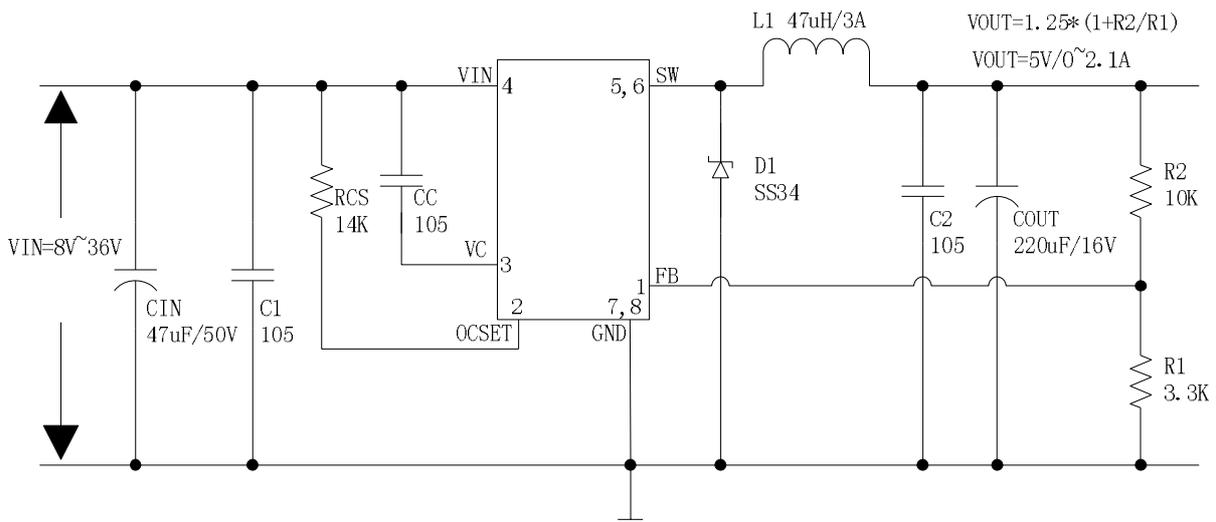 L1 47uH/3A
VOUT=1.25*(1+R2/R1)
VOUT=5V/0~2.1A
VIN
4
5,6
SW
D1
SS34
R2
10K
RCS
14K
CC
105
C2
105
COUT
220uF/16V
VIN=8V~36V
VC
3
1
FB
CIN
47uF/50V
C1
105
2
7,8
OCSET
GND
R1
3.3K